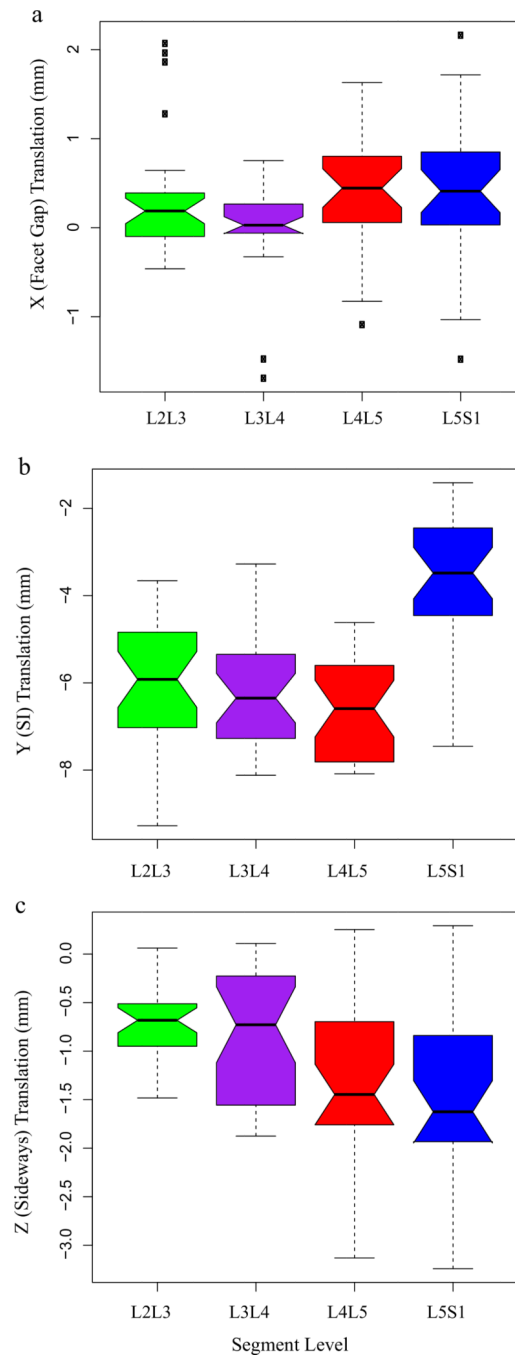 a
X (Facet Gap) Translation (mm)
2
1
0
-1
L2L3 L3L4 L4L5 L5S1
b
Y (SI) Translation (mm)
-2
-4
-6
-8
L2L3 L3L4 L4L5 L5S1
c
Z (Sideways) Translation (mm)
0.0
-0.5
-1.0
-1.5
-2.0
-2.5
-3.0
L2L3 L3L4 L4L5 L5S1
Segment Level